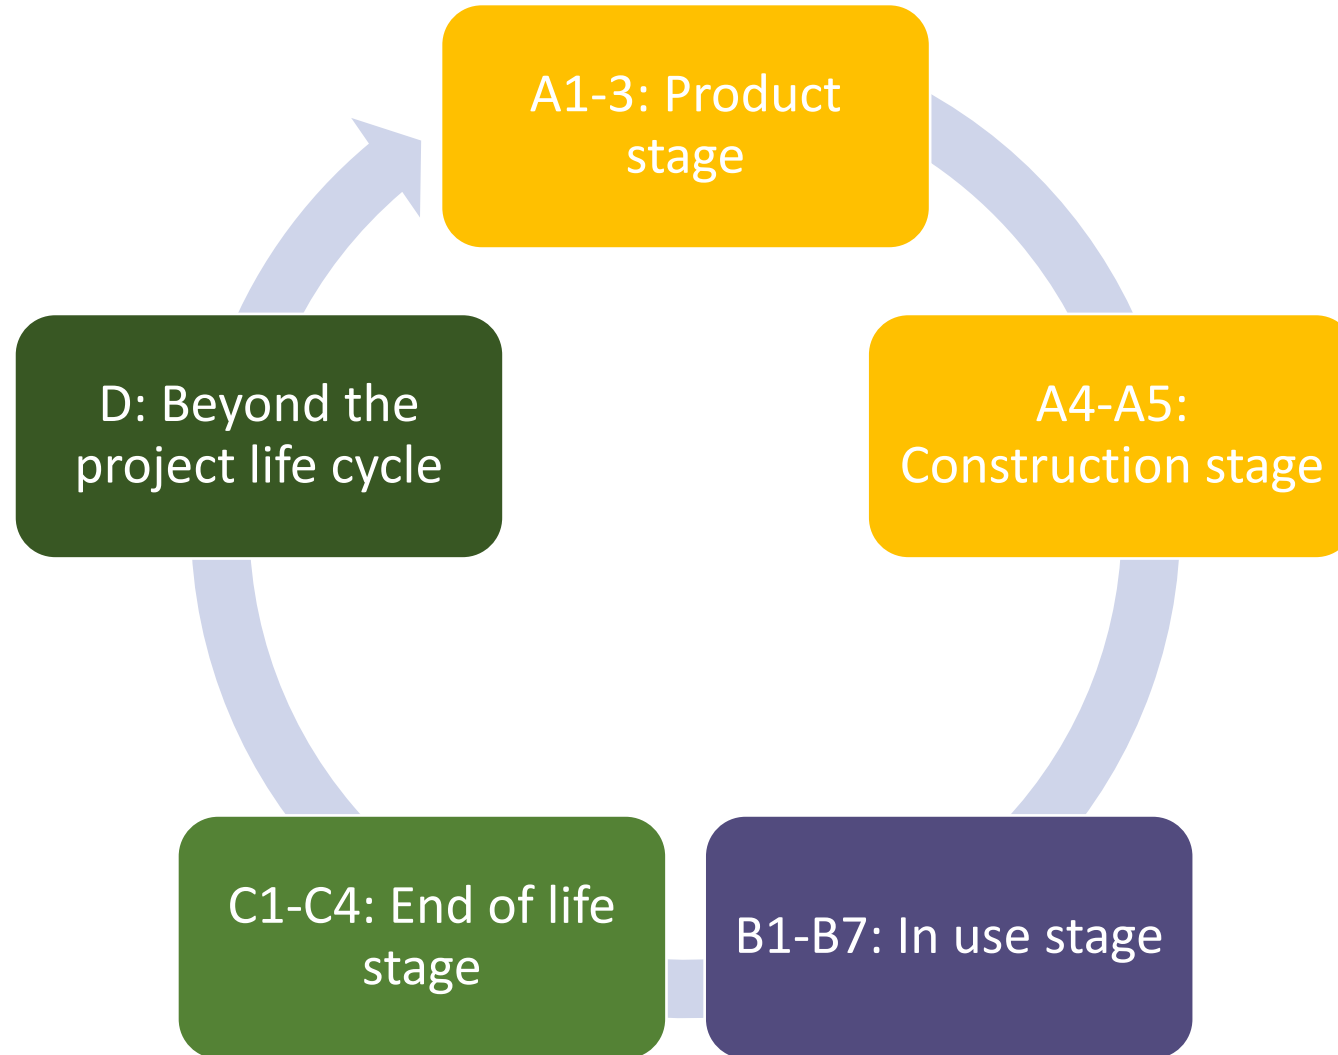 A1-3: Product
stage
A4-A5:
Construction stage
B1-B7: In use stage
C1-C4: End of life
stage
D: Beyond the
project life cycle